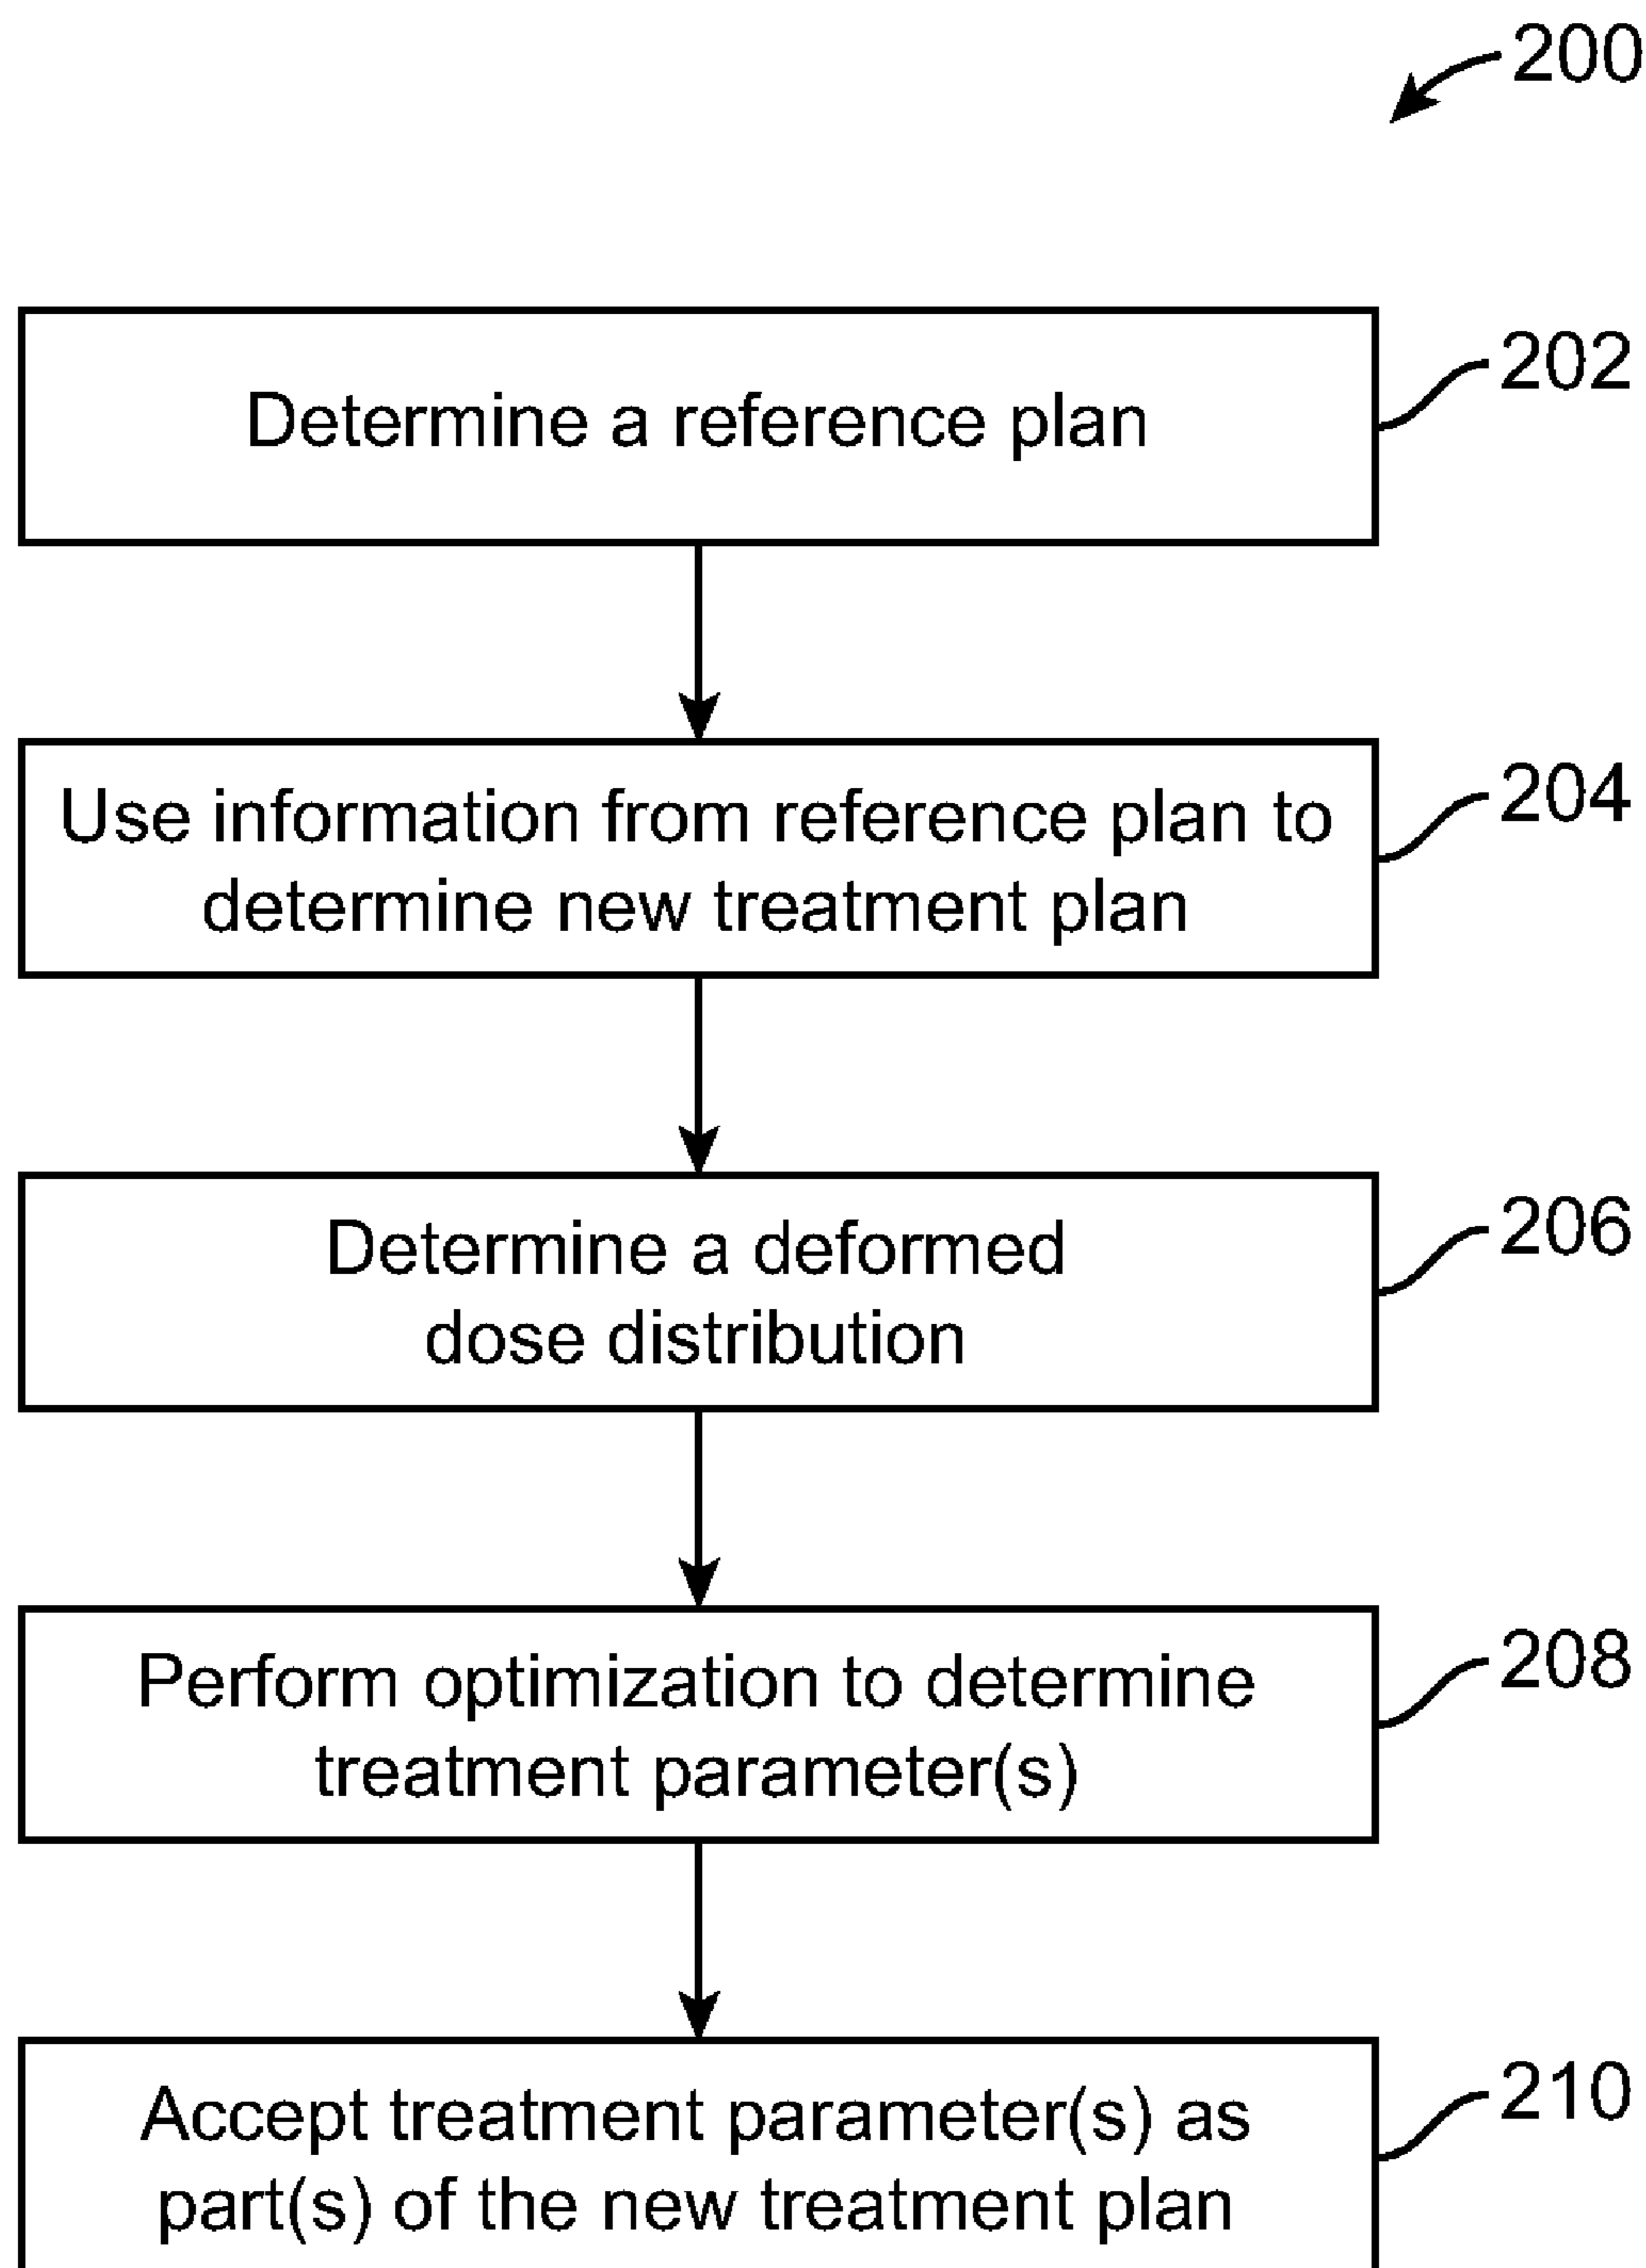 200
Determine a reference plan
202
Use information from reference plan to
determine new treatment plan
204
Determine a deformed
dose distribution
206
Perform optimization to determine
treatment parameter(s)
208
Accept treatment parameter(s) as
part(s) of the new treatment plan
210